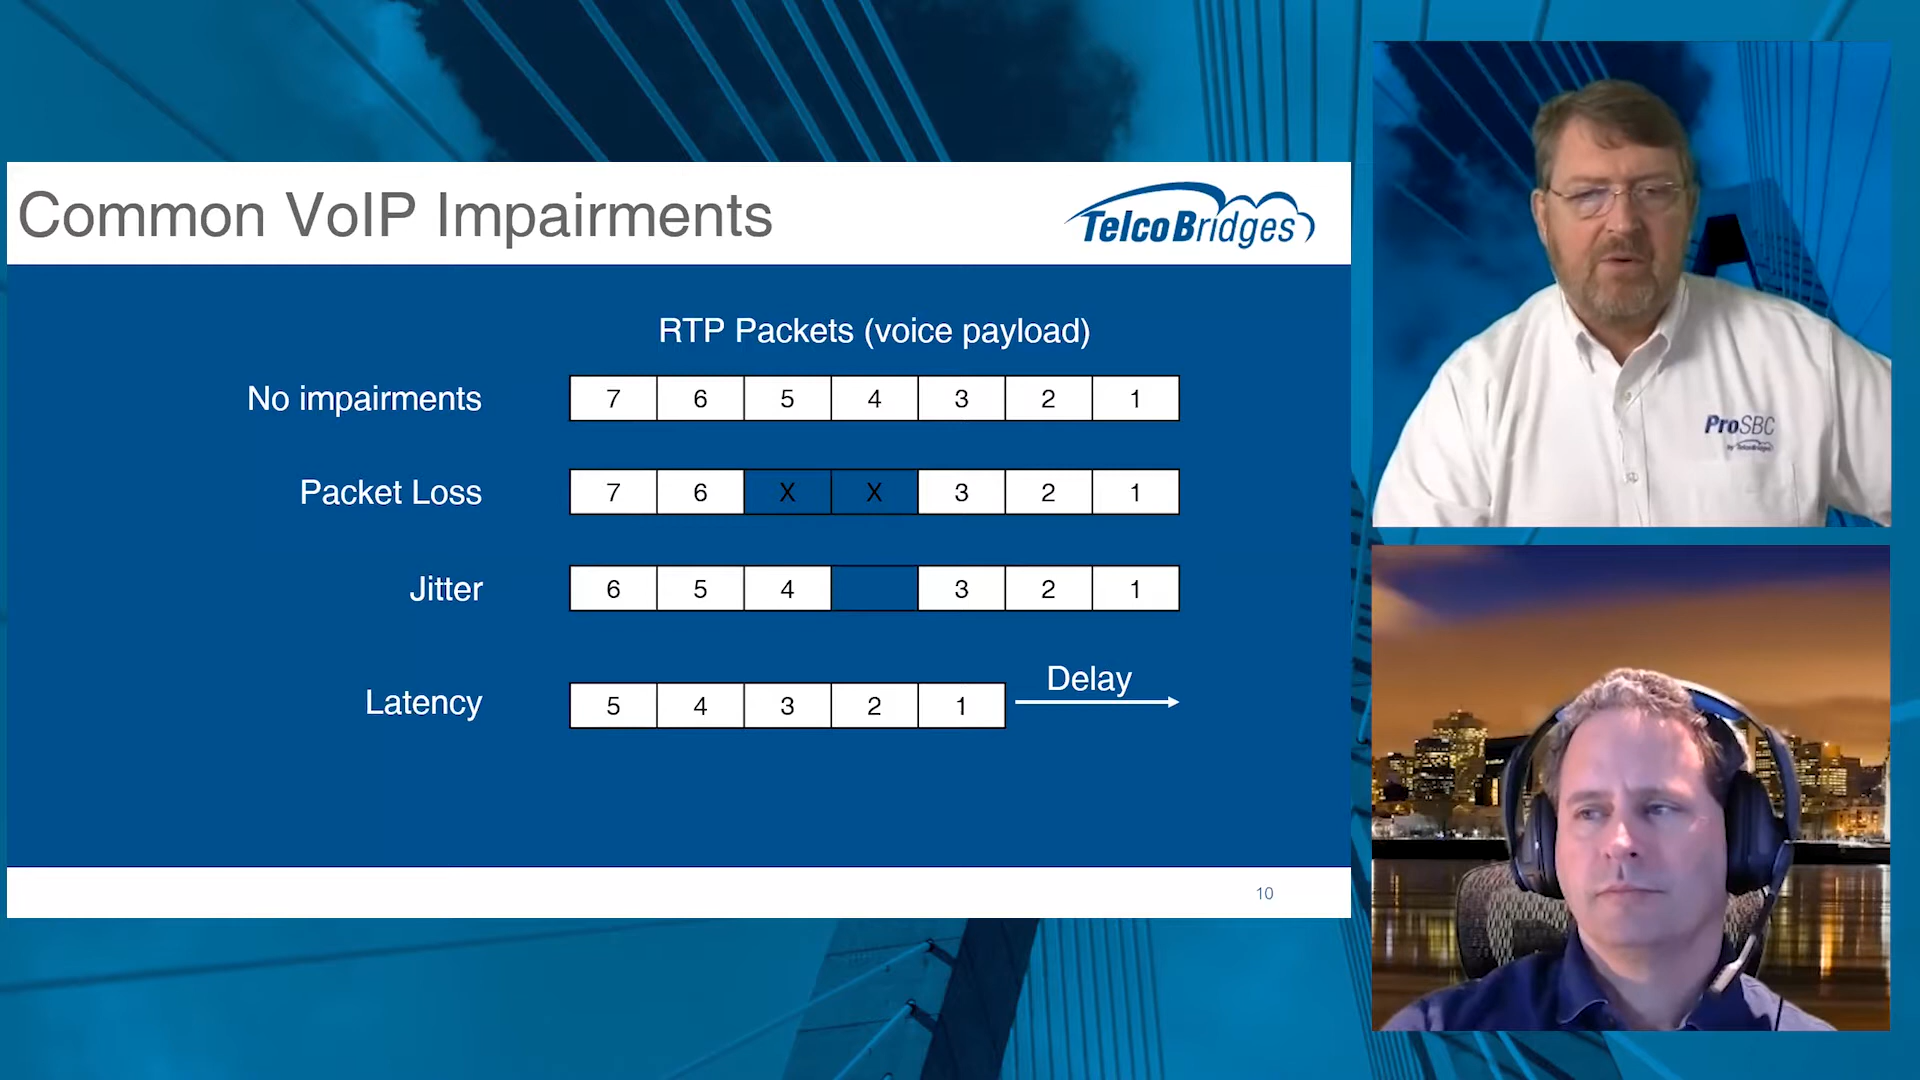 Common VoIP Impairments
TelcoBridges
RTP Packets (voice payload)
No impairments 7 6 5 4 3 2 1
Packet Loss 7 6 X X 3 2 1
Jitter 6 5 4 3 2 1
Delay
Latency 5 4 3 2 1
10
ProSBC
by TelcoBridges